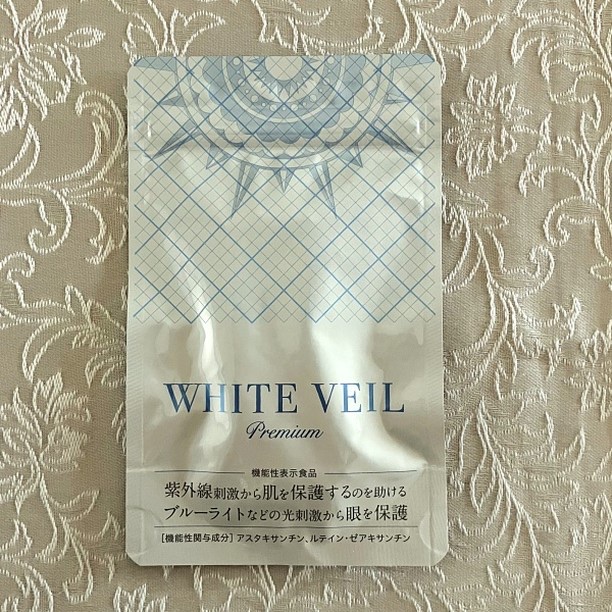 WHITE VEIL
Premium
機能性表示食品
紫外線刺激から肌を保護するのを助ける
ブルーライトなどの光刺激から眼を保護
[機能性関与成分] アスタキサンチン、ルテイン・ゼアキサンチン